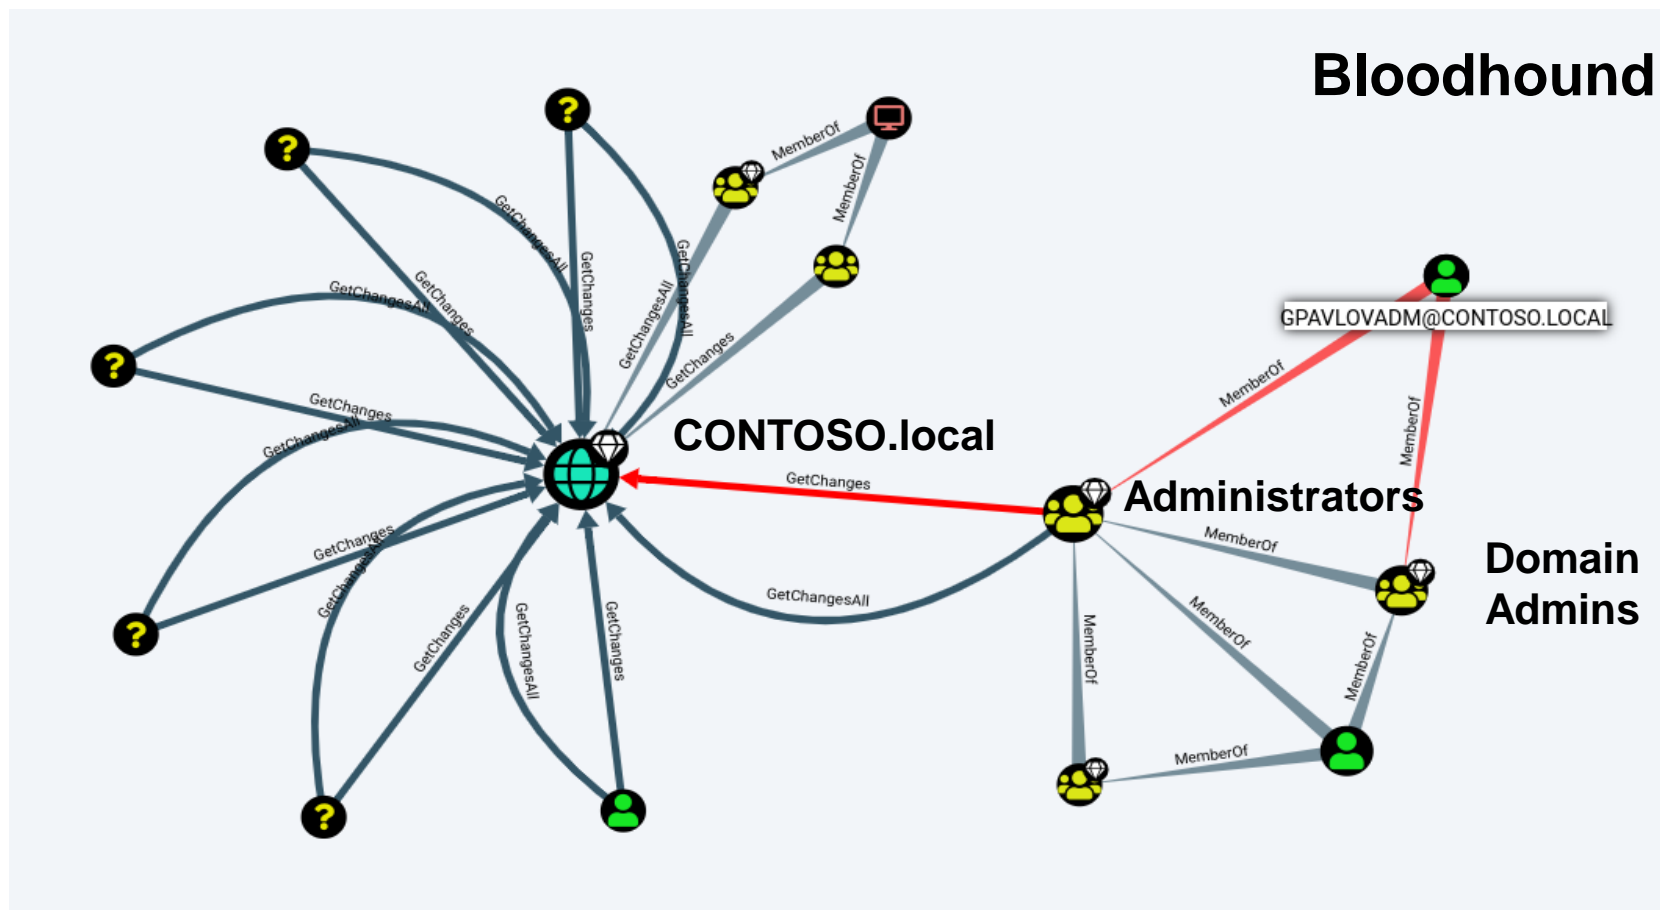 Bloodhound
MemberOf
MemberOf
GetChangesAll
GetChanges
GetChangesAll
GetChangesAll
GetChanges
GetChangesAll
GetChanges
GPAVLOVADM@CONTOSO.LOCAL
GetChanges
MemberOf
GetChanges
GetChangesAll
MemberOf
CONTOSO.local
GetChanges
Administrators
GetChanges
GetChangesAll
MemberOf
Domain
Admins
GetChangesAll
GetChanges
GetChangesAll
GetChanges
MemberOf
MemberOf
MemberOf
MemberOf